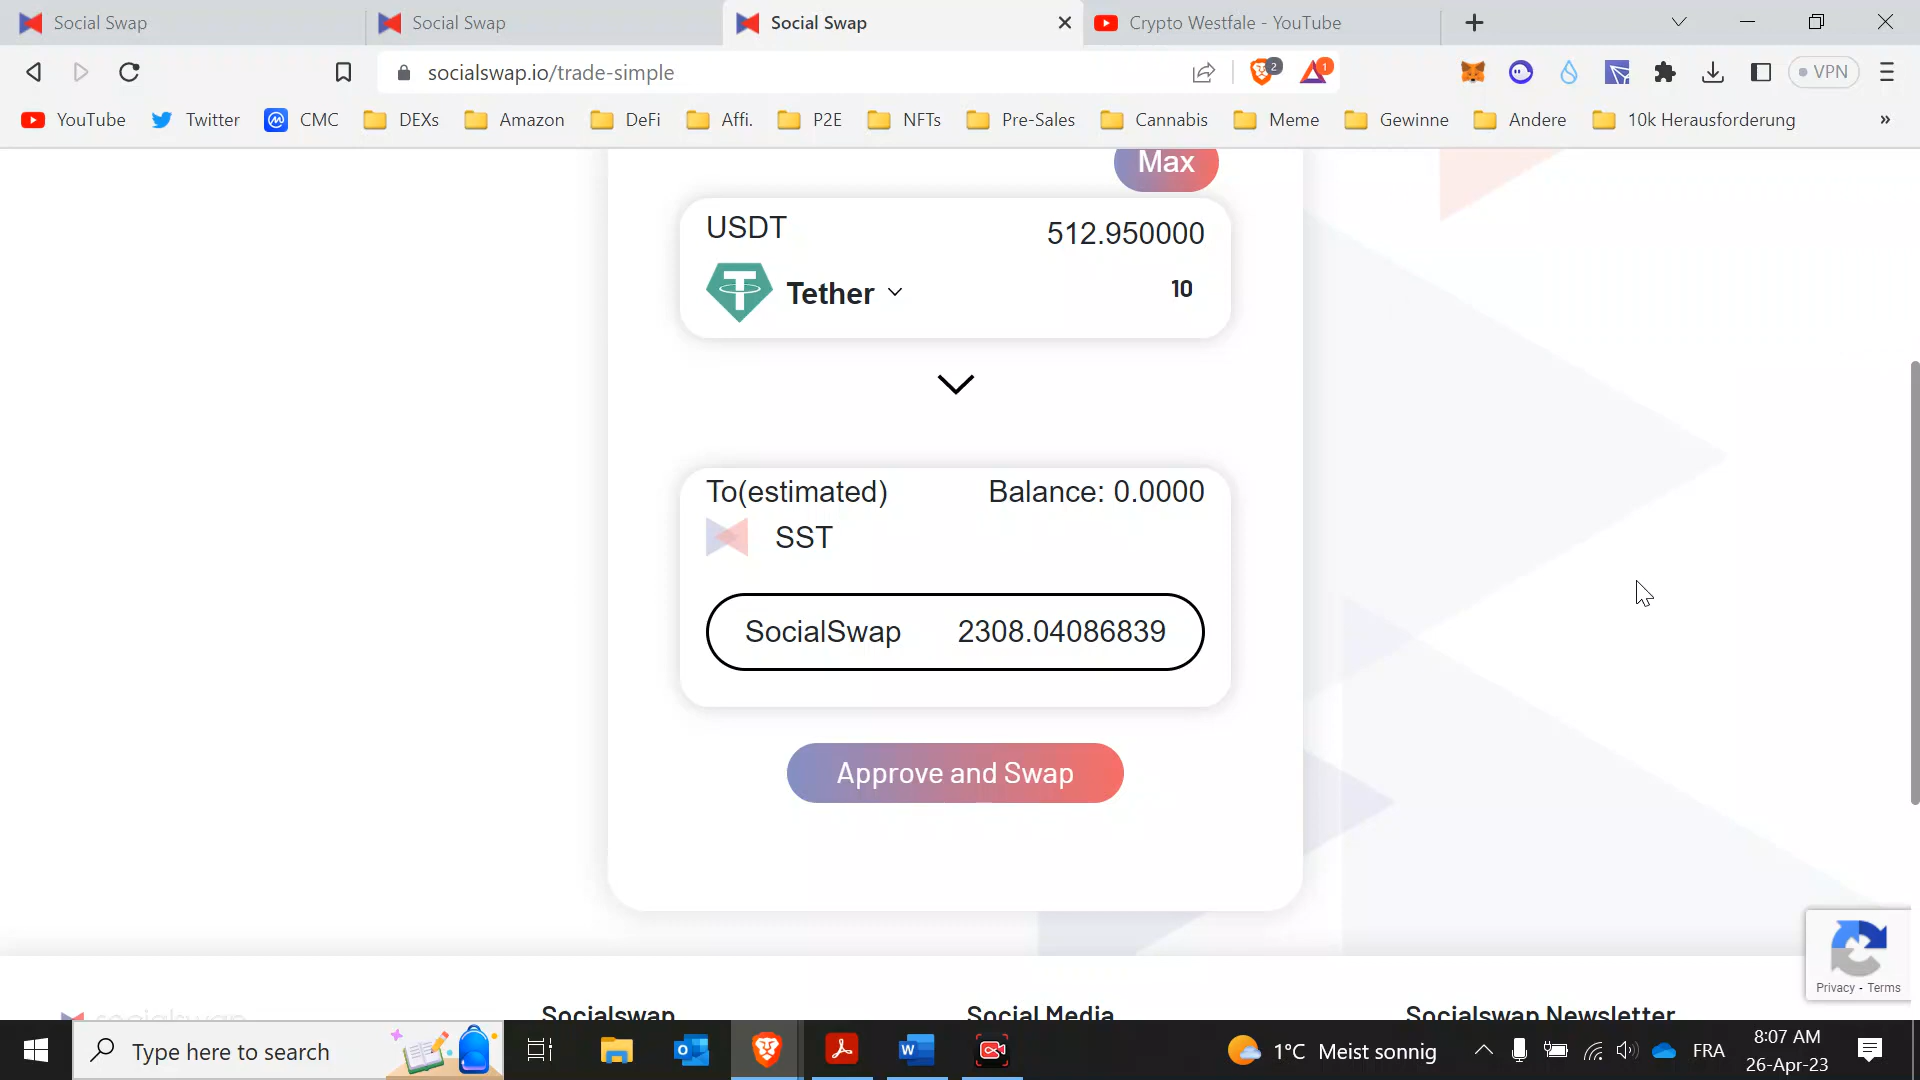 Social Swap
Social Swap
Social Swap
Crypto Westfale - YouTube
socialswap.io/trade-simple
2
1
VPN
YouTube
Twitter
CMC
DEXs
Amazon
DeFi
Affi.
P2E
NFTs
Pre-Sales
Cannabis
Meme
Gewinne
Andere
10k Herausforderung
»
Max
USDT
512.950000
Tether
10
To(estimated)
Balance: 0.0000
SST
SocialSwap
2308.04086839
Approve and Swap
Privacy - Terms
socialswap
Socialswap
Social Media
Socialswap Newsletter
Type here to search
1°C Meist sonnig
FRA
8:07 AM
26-Apr-23